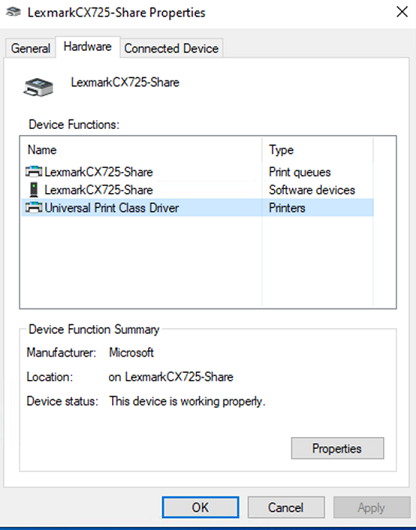 LexmarkCX725-Share Properties
General Hardware Connected Device
LexmarkCX725-Share
Device Functions:
Name Type
LexmarkCX725-Share Print queues
LexmarkCX725-Share Software devices
Universal Print Class Driver Printers
Device Function Summary
Manufacturer: Microsoft
Location: on LexmarkCX725-Share
Device status: This device is working properly.
Properties
OK Cancel Apply